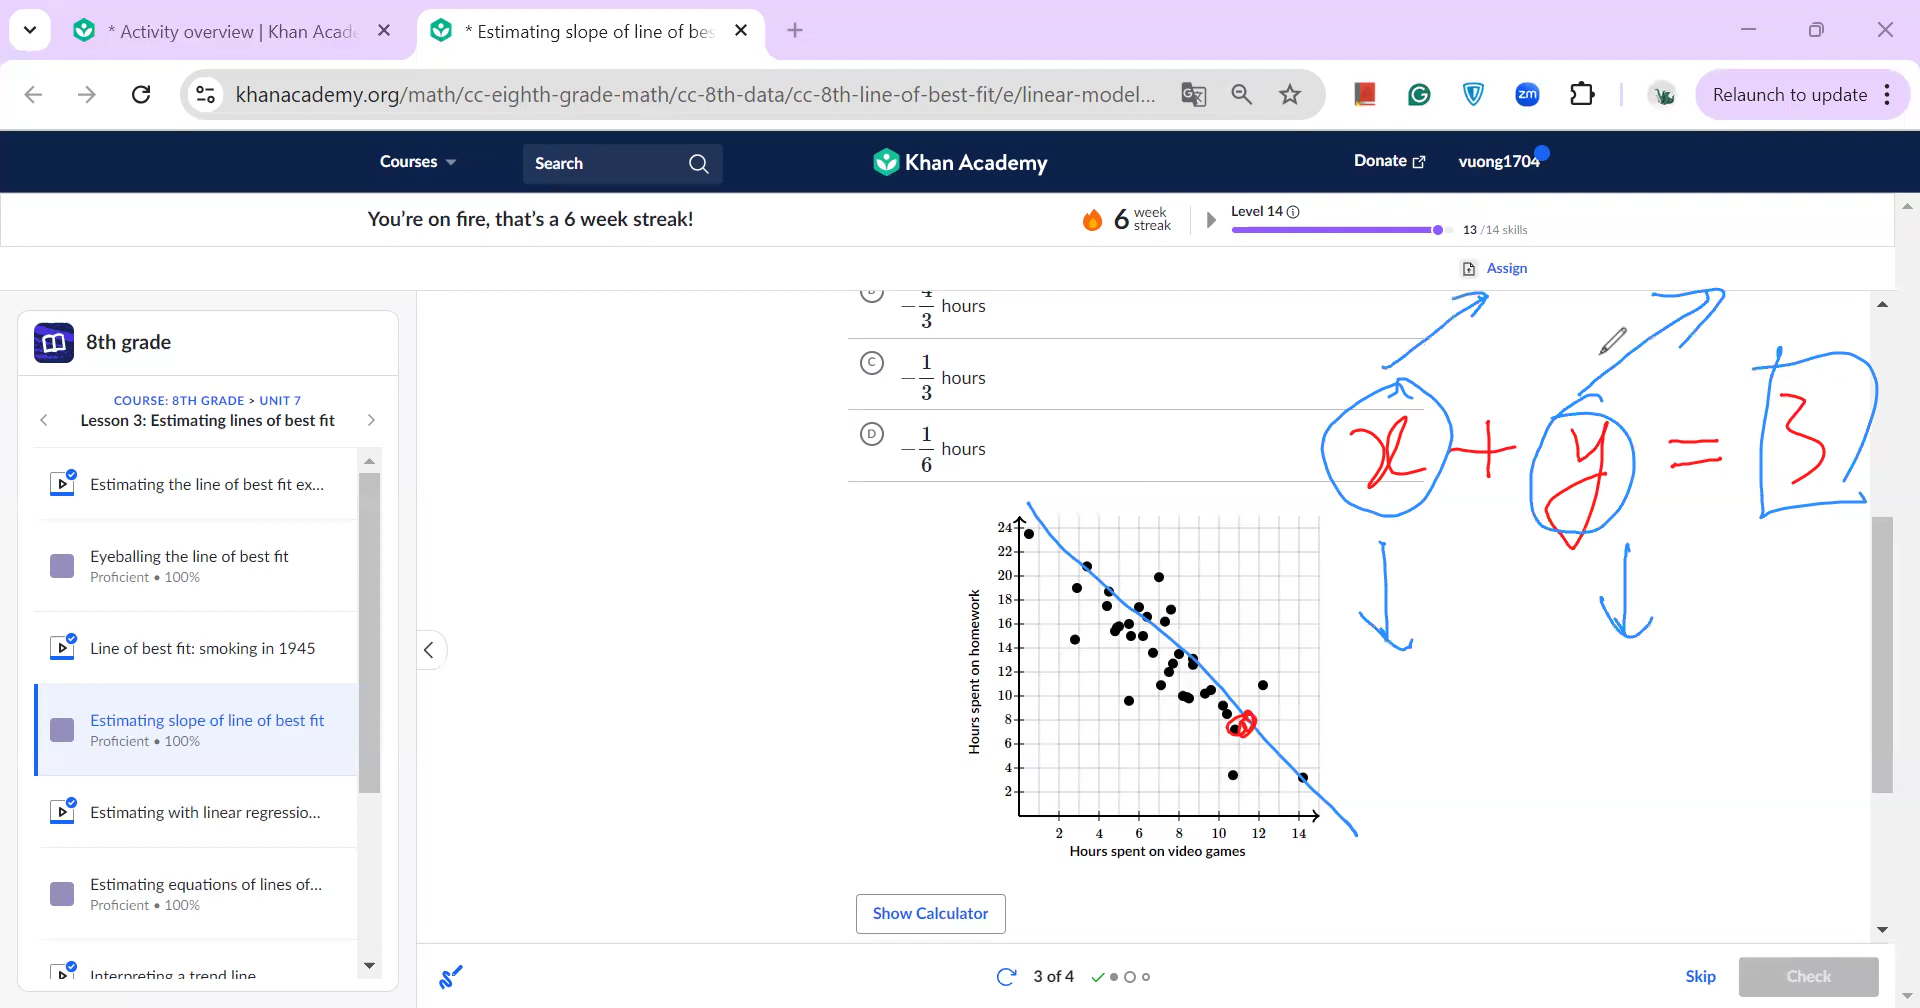 * Activity overview | Khan Acade
* Estimating slope of line of bes
khanacademy.org/math/cc-eighth-grade-math/cc-8th-data/cc-8th-line-of-best-fit/e/linear-model...
zm
Relaunch to update
Courses
Search
Khan Academy
Donate
vuong1704
You're on fire, that's a 6 week streak!
6 week streak
Level 14
13 /14 skills
Assign
8th grade
COURSE: 8TH GRADE > UNIT 7
Lesson 3: Estimating lines of best fit
Estimating the line of best fit ex...
Eyeballing the line of best fit
Proficient • 100%
Line of best fit: smoking in 1945
Estimating slope of line of best fit
Proficient • 100%
Estimating with linear regressio...
Estimating equations of lines of...
Proficient • 100%
Interpreting a trend line
B −4/3 hours
C −1/3 hours
D −1/6 hours
x + y = 3
Hours spent on homework
24
22
20
18
16
14
12
10
8
6
4
2
2 4 6 8 10 12 14
Hours spent on video games
Show Calculator
3 of 4
Skip
Check